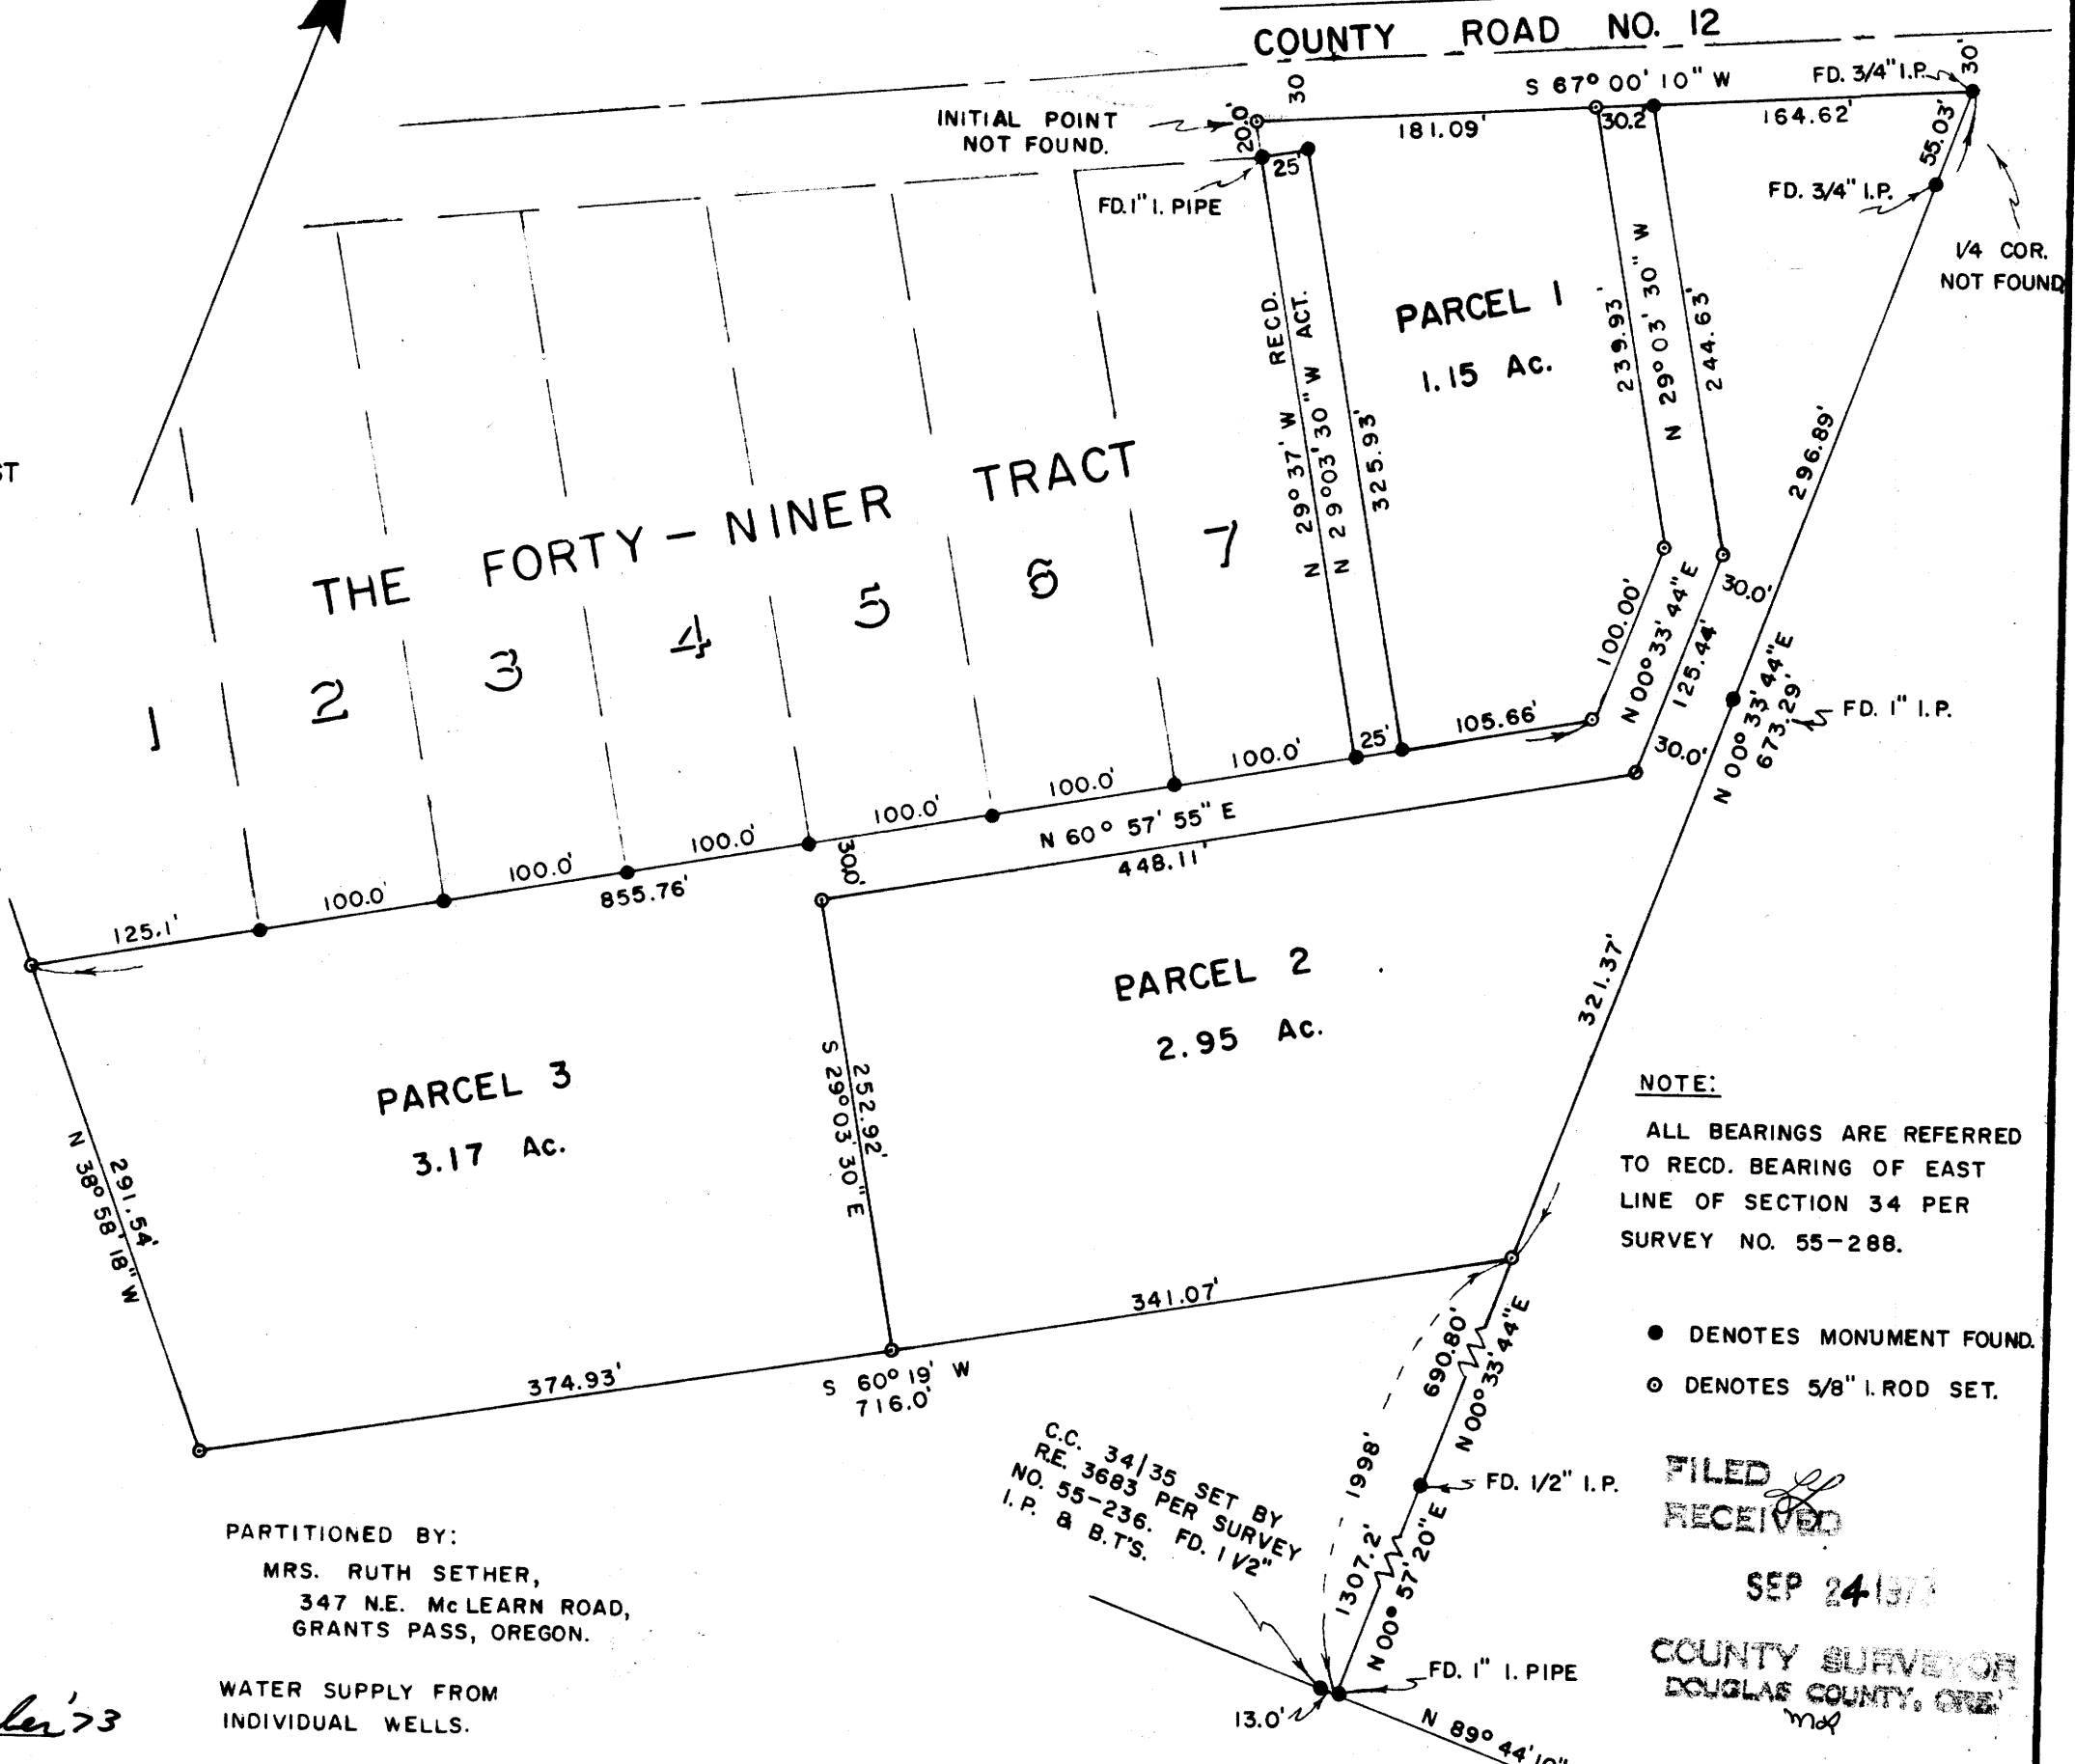 COUNTY ROAD NO. 12
S 67° 00' 10" W
FD. 3/4" I.P.
30'
30
20.0'
INITIAL POINT
NOT FOUND.
181.09'
30.2'
164.62'
55.03'
25'
FD. 1" I. PIPE
FD. 3/4" I.P.
1/4 COR.
NOT FOUND
PARCEL 1
1.15 Ac.
N 29° 37' W RECD.
N 29° 03' 30" W ACT.
325.93'
239.93'
N 29° 03' 30" W
244.63'
296.89'
ST
THE FORTY-NINER TRACT
1
2
3
4
5
6
7
100.00'
N 00° 33' 44" E
125.44'
30.0'
30.0'
N 00° 33' 44" E
673.29'
FD. 1" I.P.
125.1'
100.0'
100.0'
100.0'
100.0'
100.0'
100.0'
25'
105.66'
855.76'
30.0'
N 60° 57' 55" E
448.11'
321.37'
PARCEL 2
2.95 Ac.
PARCEL 3
3.17 Ac.
252.92'
S 29° 03' 30" E
291.54'
N 38° 58' 18" W
341.07'
374.93'
S 60° 19' W
716.0'
NOTE:
ALL BEARINGS ARE REFERRED
TO RECD. BEARING OF EAST
LINE OF SECTION 34 PER
SURVEY NO. 55-288.
● DENOTES MONUMENT FOUND.
⊙ DENOTES 5/8" I. ROD SET.
690.80'
N 00° 33' 44" E
1998'
1307.2'
N 00° 57' 20" E
FD. 1/2" I.P.
C.C. 34/35 SET BY
R.E. 3683 PER SURVEY
NO. 55-236. FD. 1 1/2"
I.P. & B.T'S.
FD. 1" I. PIPE
13.0'
N 89° 44' 10"
PARTITIONED BY:
MRS. RUTH SETHER,
347 N.E. McLEARN ROAD,
GRANTS PASS, OREGON.
WATER SUPPLY FROM
INDIVIDUAL WELLS.
'73
FILED
RECEIVED
SEP 24 1973
COUNTY SURVEYOR
DOUGLAS COUNTY, ORE.